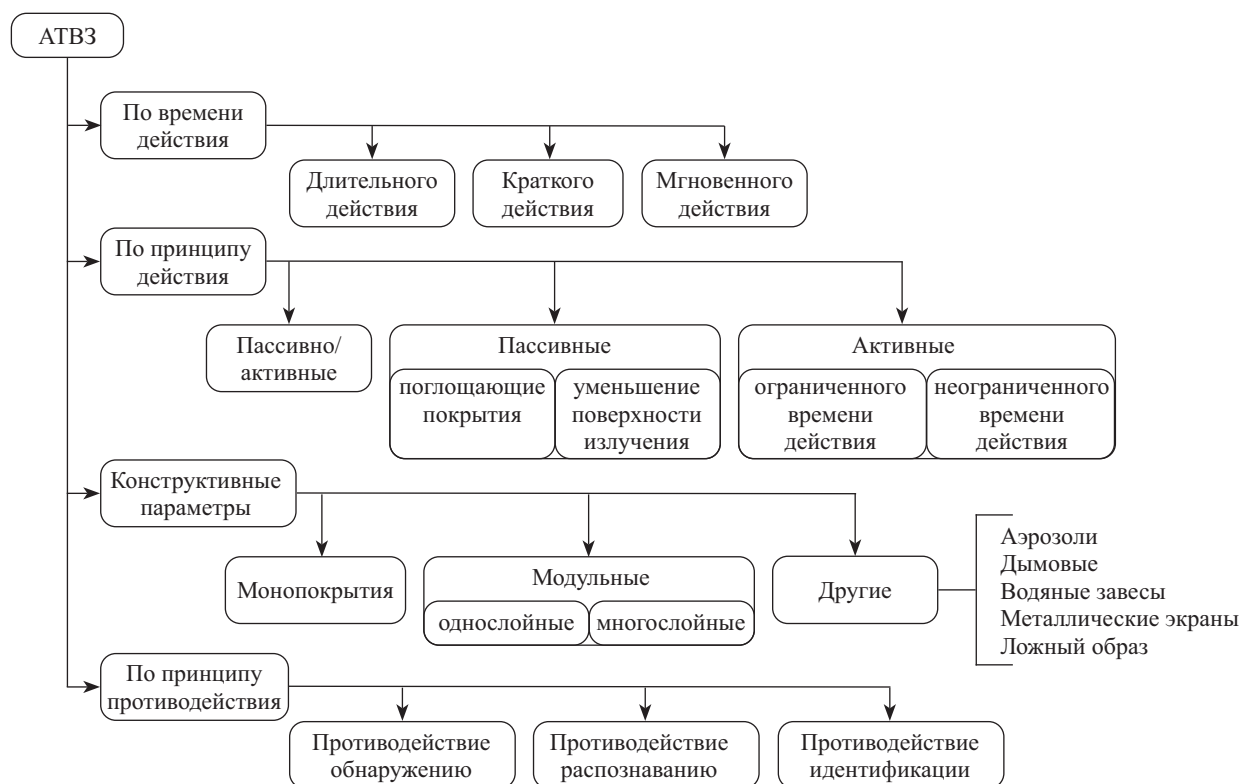 АТВЗ
По времени
действия
Длительного
действия
Краткого
действия
Мгновенного
действия
По принципу
действия
Пассивно/
активные
Пассивные
поглощающие
покрытия
уменьшение
поверхности
излучения
Активные
ограниченного
времени
действия
неограниченного
времени
действия
Конструктивные
параметры
Монопокрытия
Модульные
однослойные
многослойные
Другие
Аэрозоли
Дымовые
Водяные завесы
Металлические экраны
Ложный образ
По принципу
противодействия
Противодействие
обнаружению
Противодействие
распознаванию
Противодействие
идентификации